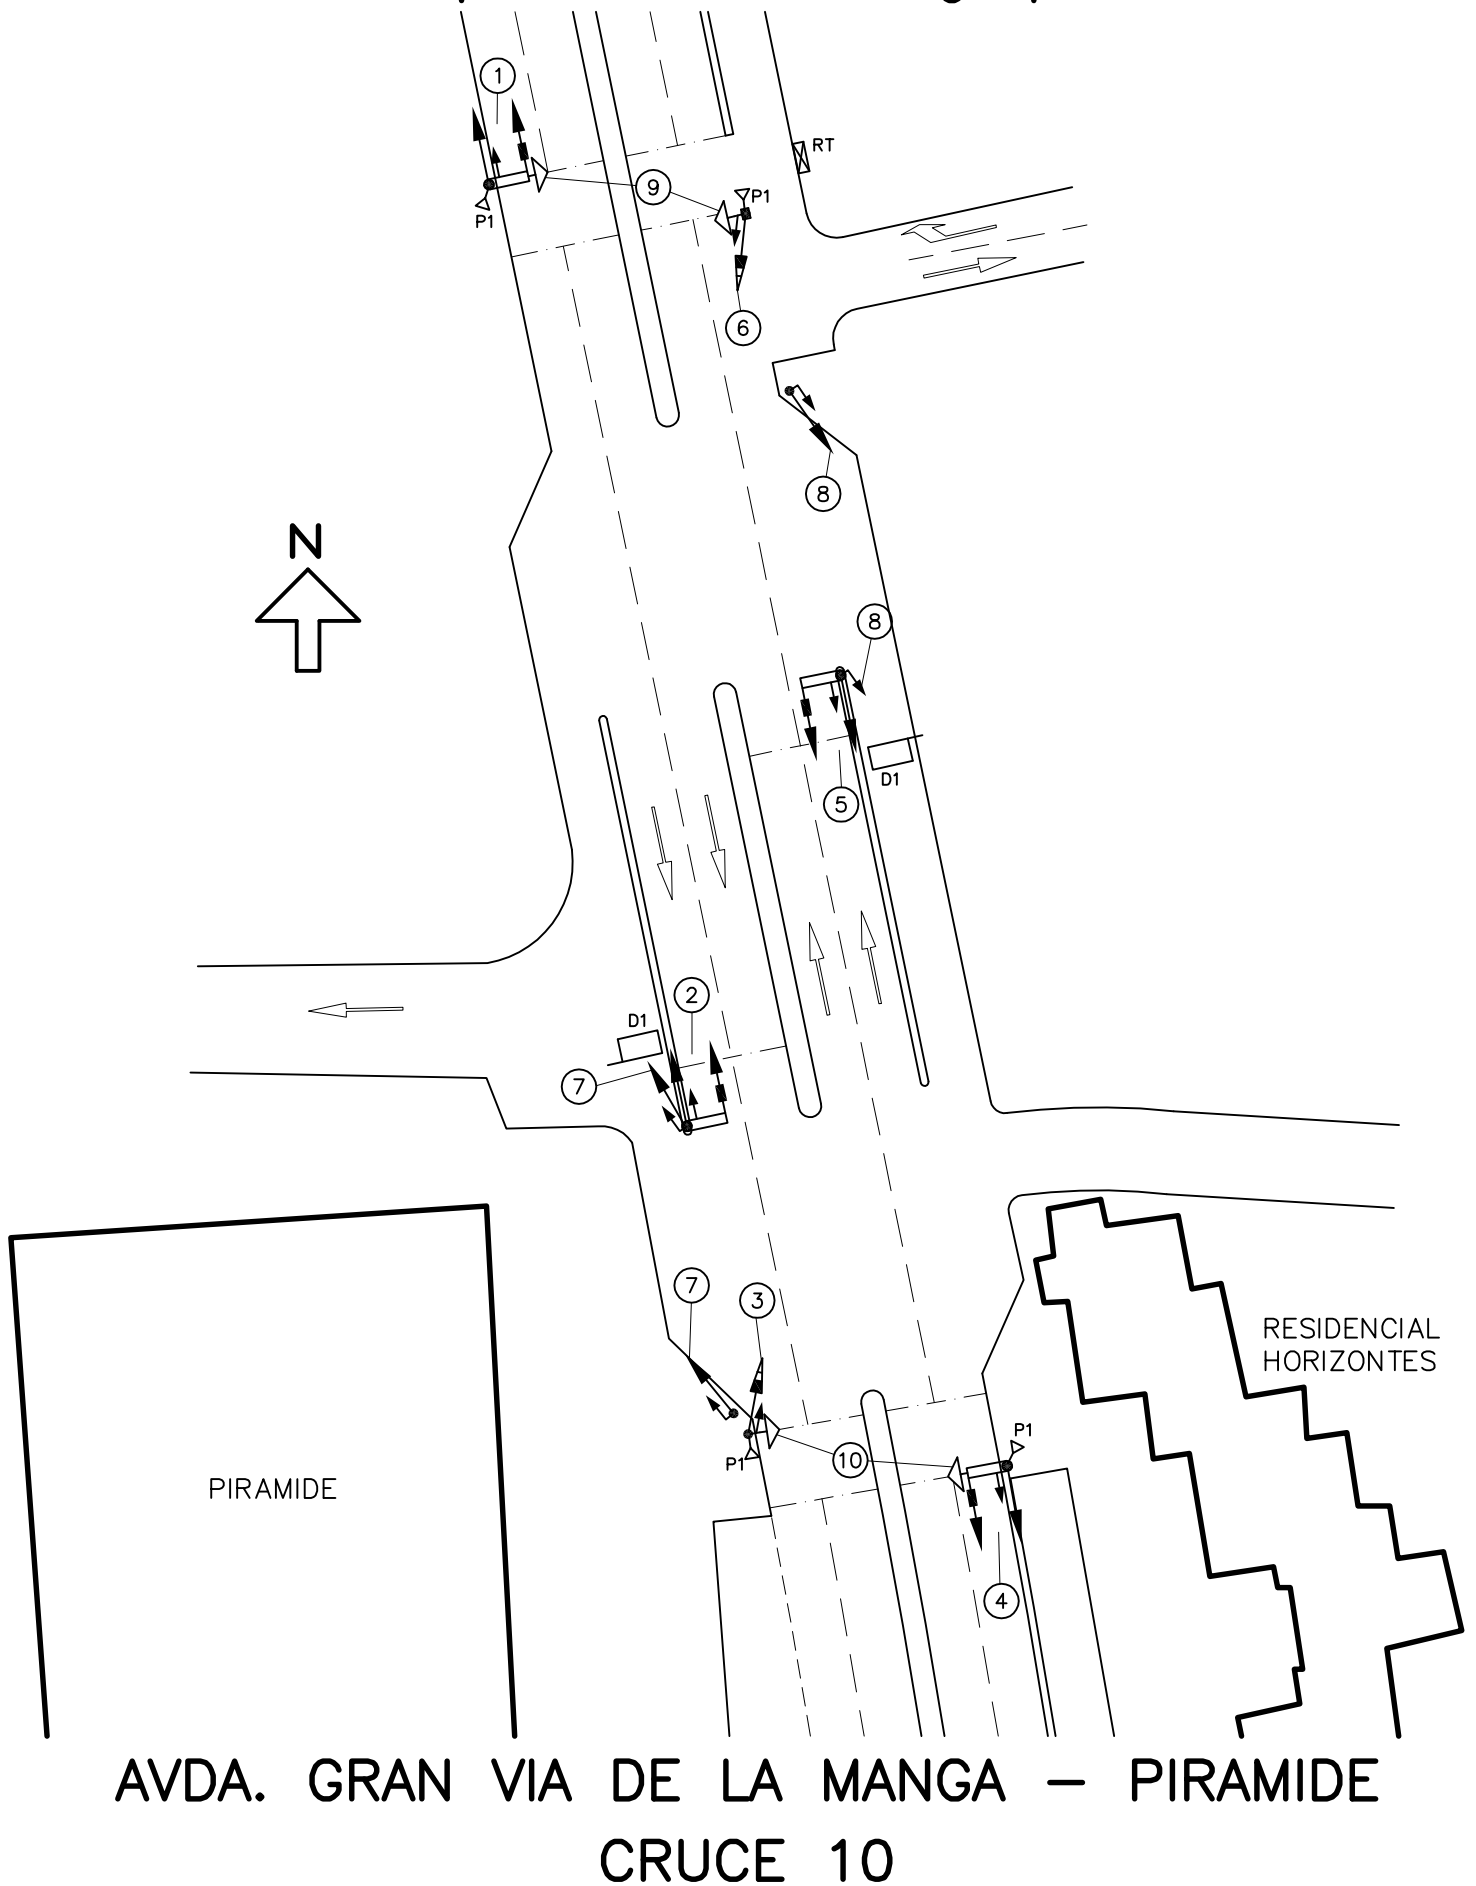 1
RT
9
P1
P1
6
8
N
8
D1
5
2
D1
7
7
3
RESIDENCIAL
HORIZONTES
P1
10
P1
PIRAMIDE
4
AVDA. GRAN VIA DE LA MANGA – PIRAMIDE
CRUCE 10